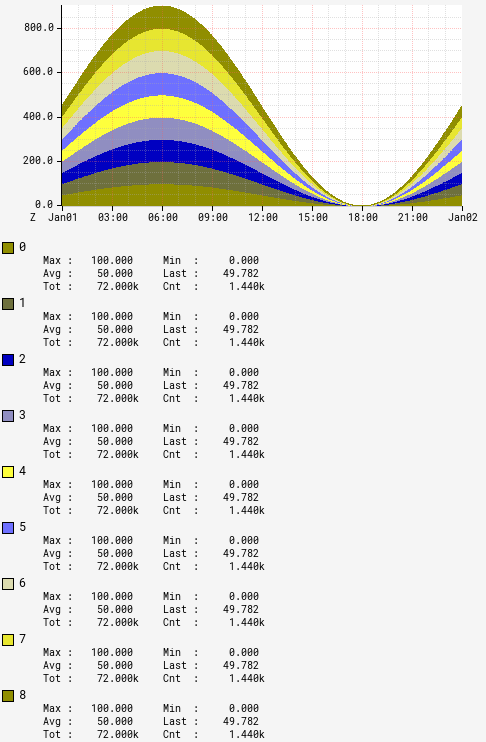 800.0
600.0
400.0
200.0
0.0
Z Jan01 03:00 06:00 09:00 12:00 15:00 18:00 21:00 Jan02
0
Max : 100.000 Min : 0.000
Avg : 50.000 Last : 49.782
Tot : 72.000k Cnt : 1.440k
1
Max : 100.000 Min : 0.000
Avg : 50.000 Last : 49.782
Tot : 72.000k Cnt : 1.440k
2
Max : 100.000 Min : 0.000
Avg : 50.000 Last : 49.782
Tot : 72.000k Cnt : 1.440k
3
Max : 100.000 Min : 0.000
Avg : 50.000 Last : 49.782
Tot : 72.000k Cnt : 1.440k
4
Max : 100.000 Min : 0.000
Avg : 50.000 Last : 49.782
Tot : 72.000k Cnt : 1.440k
5
Max : 100.000 Min : 0.000
Avg : 50.000 Last : 49.782
Tot : 72.000k Cnt : 1.440k
6
Max : 100.000 Min : 0.000
Avg : 50.000 Last : 49.782
Tot : 72.000k Cnt : 1.440k
7
Max : 100.000 Min : 0.000
Avg : 50.000 Last : 49.782
Tot : 72.000k Cnt : 1.440k
8
Max : 100.000 Min : 0.000
Avg : 50.000 Last : 49.782
Tot : 72.000k Cnt : 1.440k